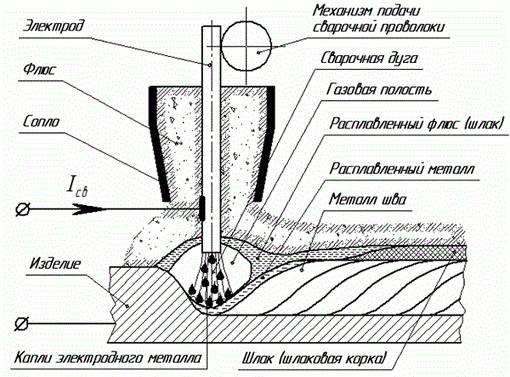 Электрод
Механизм подачи
сварочной проволоки
Флюс
Сварочная дуга
Газовая полость
Сопло
Расплавленный флюс (шлак)
Расплавленный металл
Iсв
Металл шва
Изделие
Капли электродного металла
Шлак (шлаковая корка)